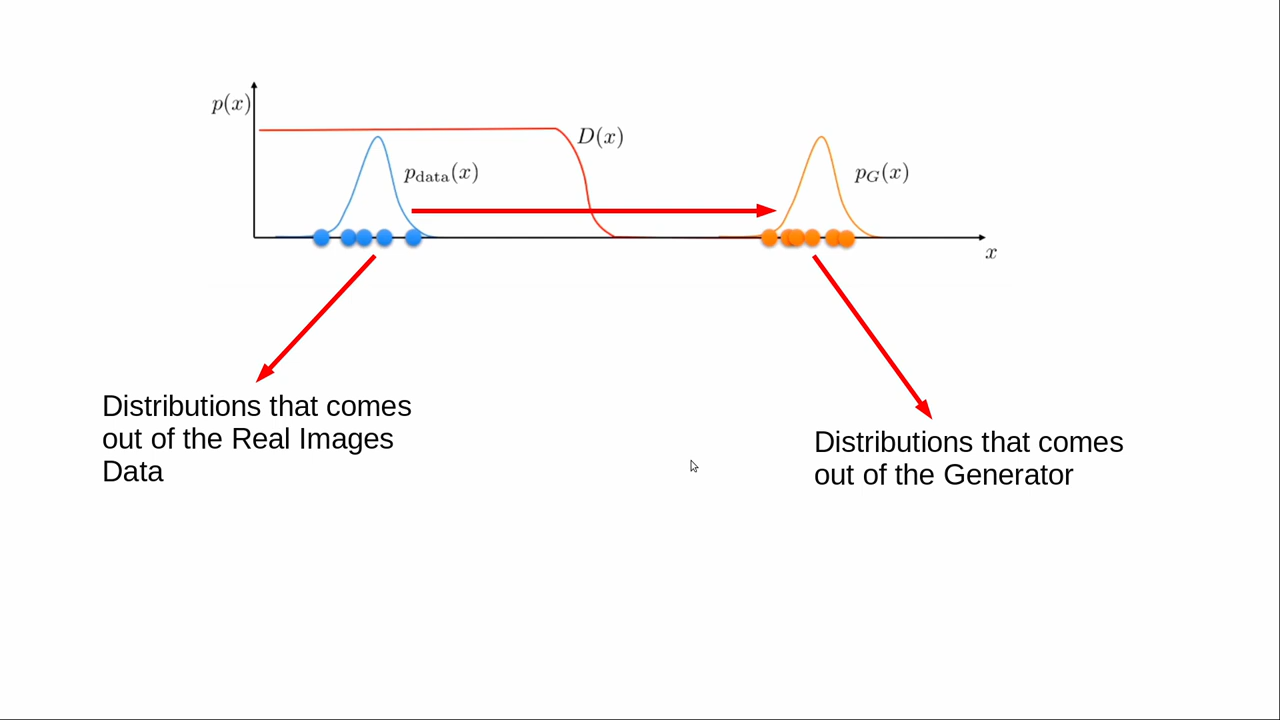 p(x)
D(x)
p_data(x)
p_G(x)
x
Distributions that comes
out of the Real Images
Data
Distributions that comes
out of the Generator